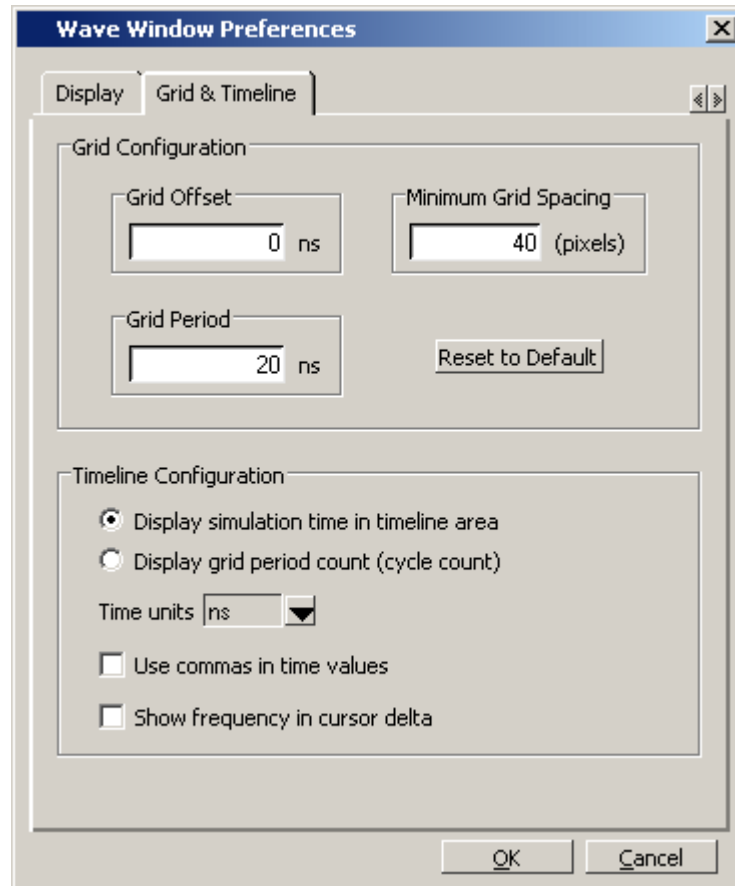 Wave Window Preferences
Display Grid & Timeline
Grid Configuration
Grid Offset Minimum Grid Spacing
0 ns 40 (pixels)
Grid Period
20 ns Reset to Default
Timeline Configuration
Display simulation time in timeline area
Display grid period count (cycle count)
Time units ns
Use commas in time values
Show frequency in cursor delta
OK Cancel